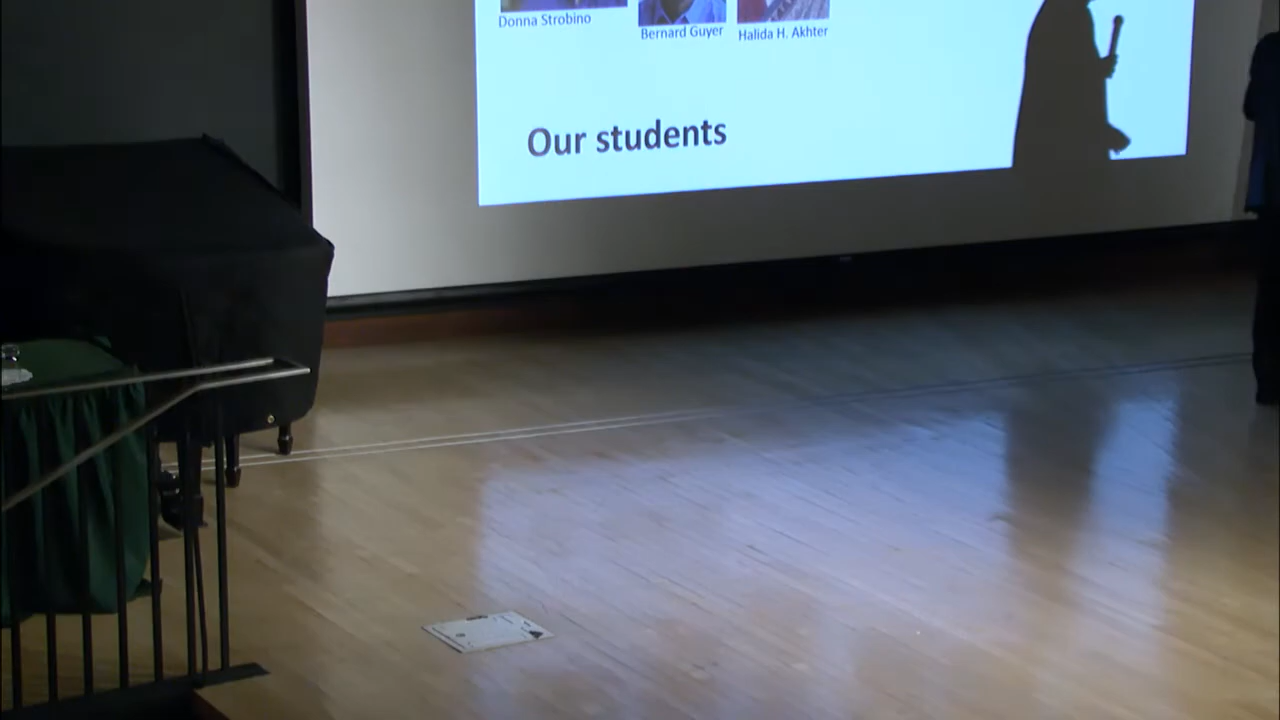 Donna Strobino
Bernard Guyer
Halida H. Akhter
Our students